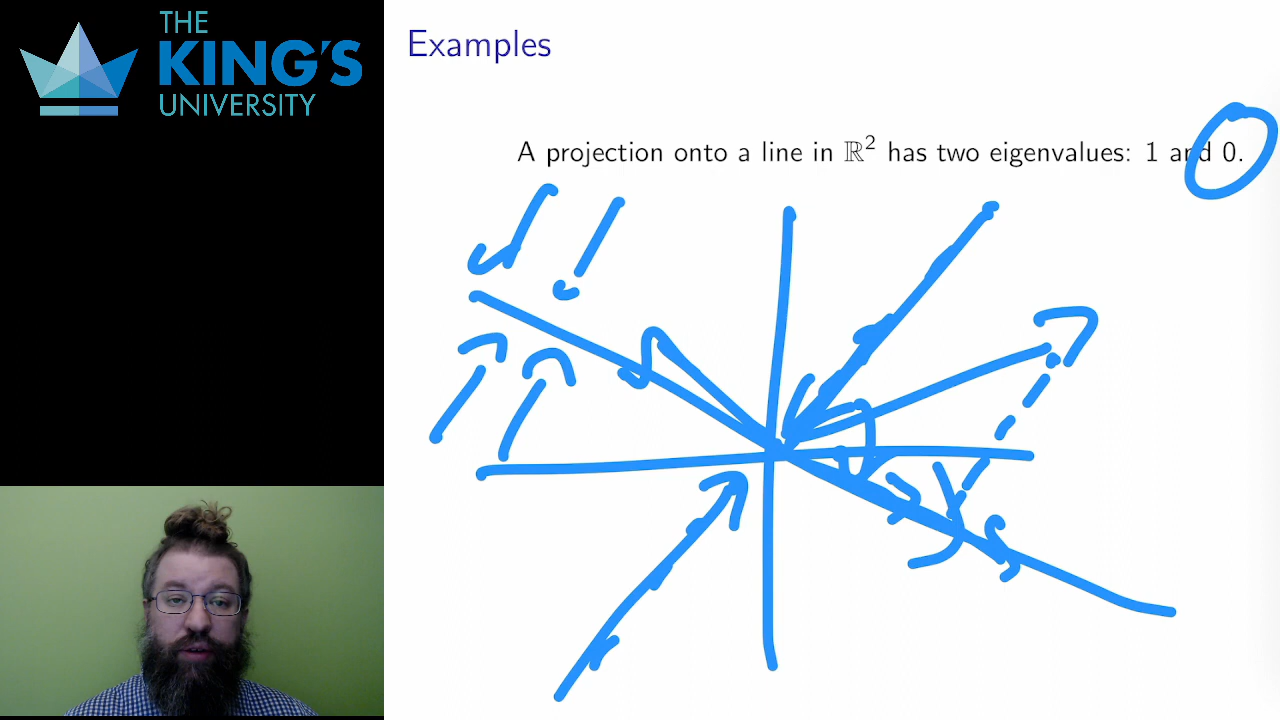 THE
KING'S
UNIVERSITY
Examples
A projection onto a line in ℝ² has two eigenvalues: 1 and 0.